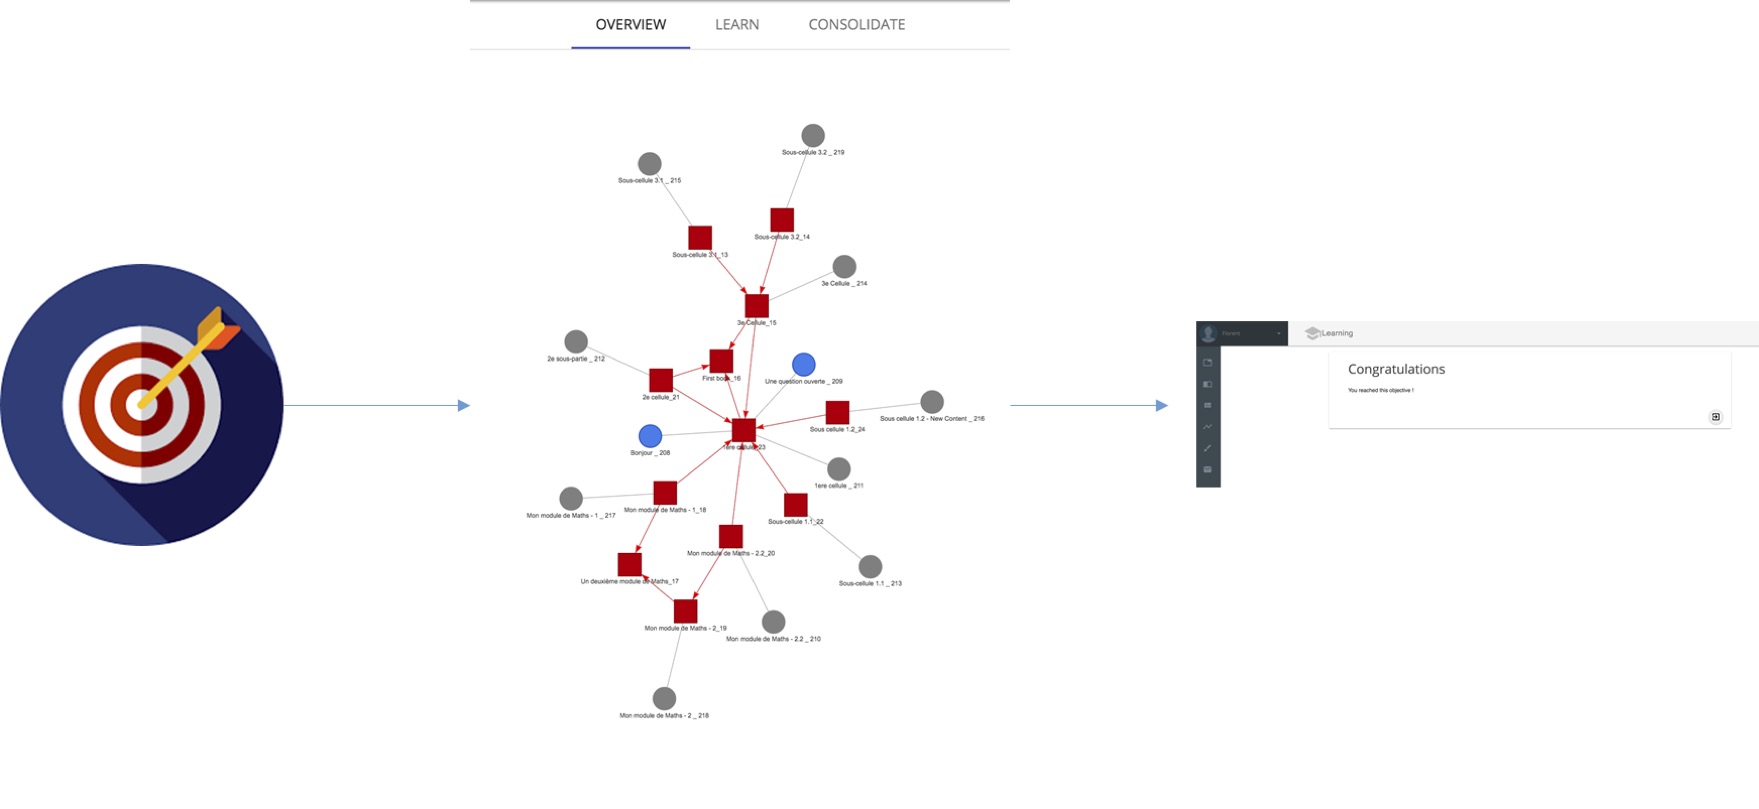 OVERVIEW LEARN CONSOLIDATE
Sous-cellule 3.2 _ 219
Sous-cellule 3.1 _ 215
Sous-cellule 3.2_14
Sous-cellule 3.1_13
3e Cellule _ 214
3e Cellule_15
2e sous-partie _ 212
First book_16
Une question ouverte _ 209
2e cellule_21
Sous cellule 1.2 - New Content _ 216
Sous cellule 1.2_24
1ere cellule_23
Bonjour _ 208
1ere cellule _ 211
Mon module de Maths - 1_18
Mon module de Maths - 1 _ 217
Sous-cellule 1.1_22
Mon module de Maths - 2.2_20
Un deuxième module de Maths_17
Sous-cellule 1.1 _ 213
Mon module de Maths - 2_19
Mon module de Maths - 2.2 _ 210
Mon module de Maths - 2 _ 218
Florent
Learning
Congratulations
You reached this objective !